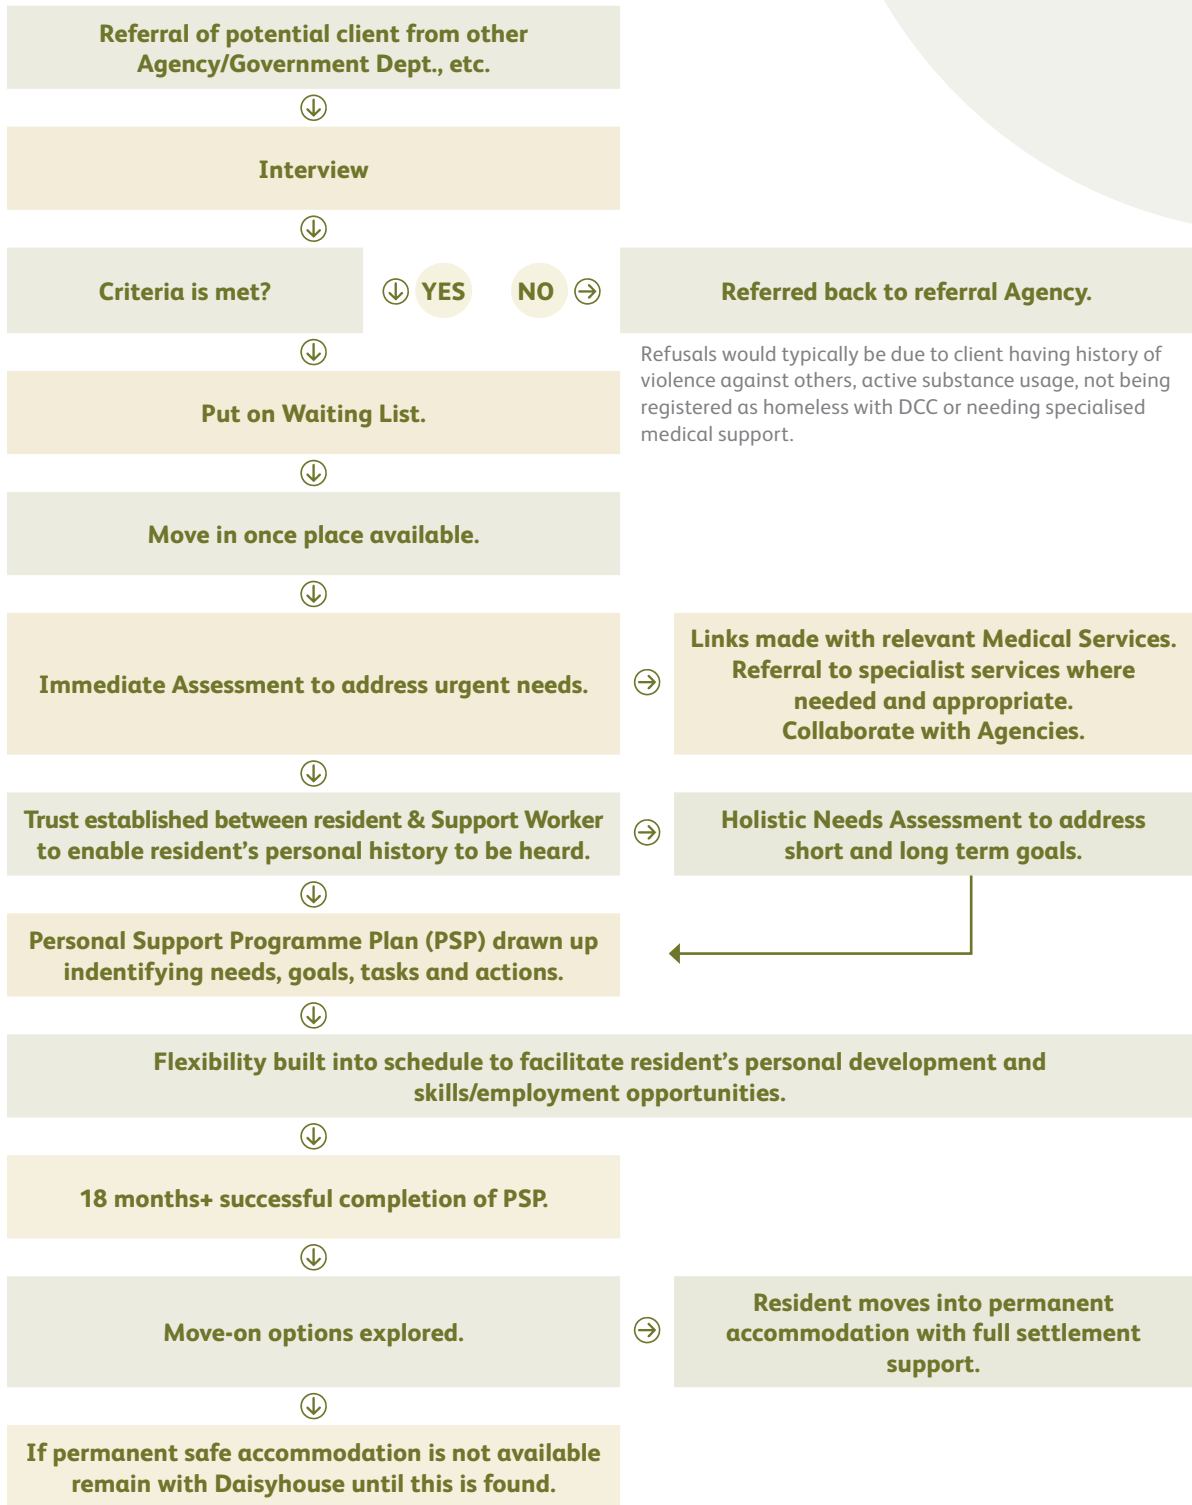 Referral of potential client from other
Agency/Government Dept., etc.
Interview
Criteria is met?
YES
NO
Referred back to referral Agency.
Refusals would typically be due to client having history of
violence against others, active substance usage, not being
registered as homeless with DCC or needing specialised
medical support.
Put on Waiting List.
Move in once place available.
Immediate Assessment to address urgent needs.
Links made with relevant Medical Services.
Referral to specialist services where
needed and appropriate.
Collaborate with Agencies.
Trust established between resident & Support Worker
to enable resident’s personal history to be heard.
Holistic Needs Assessment to address
short and long term goals.
Personal Support Programme Plan (PSP) drawn up
indentifying needs, goals, tasks and actions.
Flexibility built into schedule to facilitate resident’s personal development and
skills/employment opportunities.
18 months+ successful completion of PSP.
Move-on options explored.
Resident moves into permanent
accommodation with full settlement
support.
If permanent safe accommodation is not available
remain with Daisyhouse until this is found.